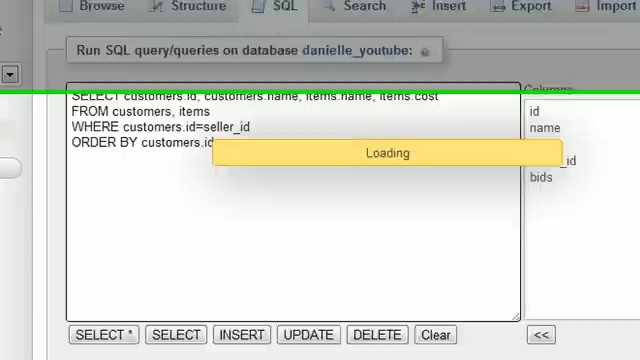 Browse Structure SQL Search Insert Export Import
Run SQL query/queries on database danielle_youtube:
SELECT customers.id, customers.name, items.name, items.cost
FROM customers, items
WHERE customers.id=seller_id
ORDER BY customers.id
Loading
Columns
id
name
_id
bids
SELECT * SELECT INSERT UPDATE DELETE Clear <<